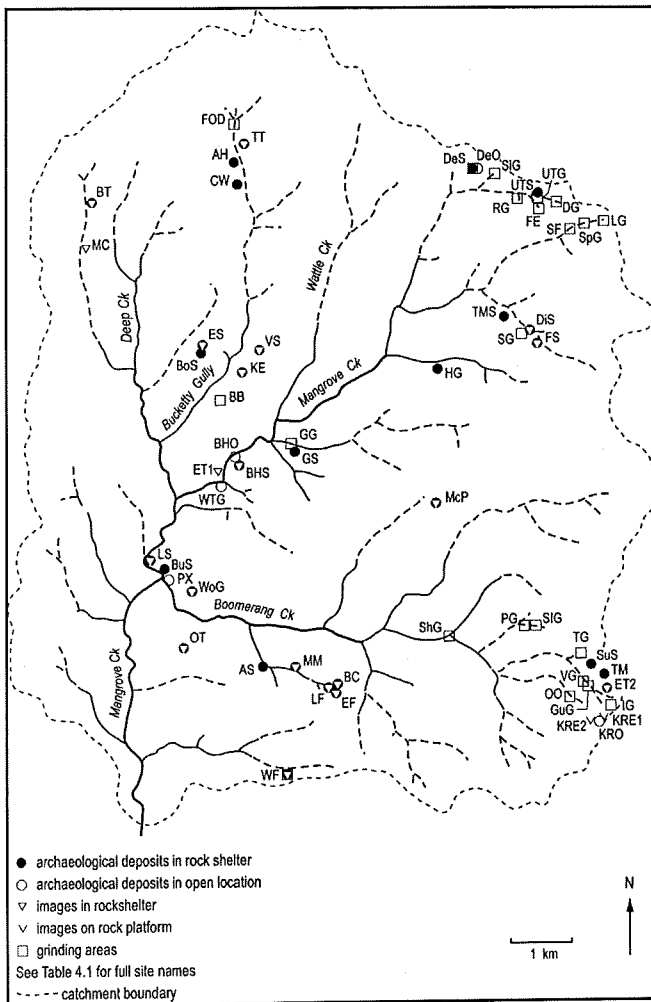 FOD
TT
AH
CW
BT
MC
DeS
DeO
SIG
UTG
UTS
RG
FE
DG
SF
SpG
LG
Wattle Ck
Deep Ck
TMS
DiS
SG
FS
ES
VS
BoS
KE
Mangrove Ck
HG
Bucketty Gully
BB
GG
BHO
GS
ET1
BHS
WTG
McP
LS
BuS
PX
WoG
Boomerang Ck
ShG
PG
SIG
TG
SuS
OT
TM
AS
MM
BC
VG
ET2
LF
EF
OO
IG
GuG
KRE1
KRE2
KRO
Mangrove Ck
WF
archaeological deposits in rock shelter
archaeological deposits in open location
images in rockshelter
images on rock platform
grinding areas
See Table 4.1 for full site names
catchment boundary
1 km
N